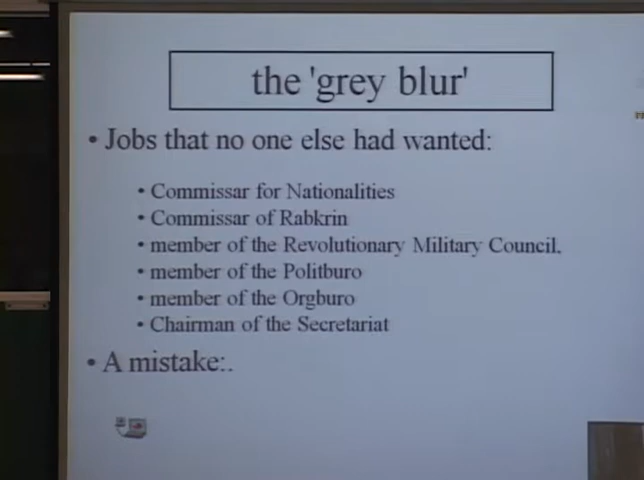 the 'grey blur'
• Jobs that no one else had wanted:
• Commissar for Nationalities
• Commissar of Rabkrin
• member of the Revolutionary Military Council.
• member of the Politburo
• member of the Orgburo
• Chairman of the Secretariat
• A mistake:.